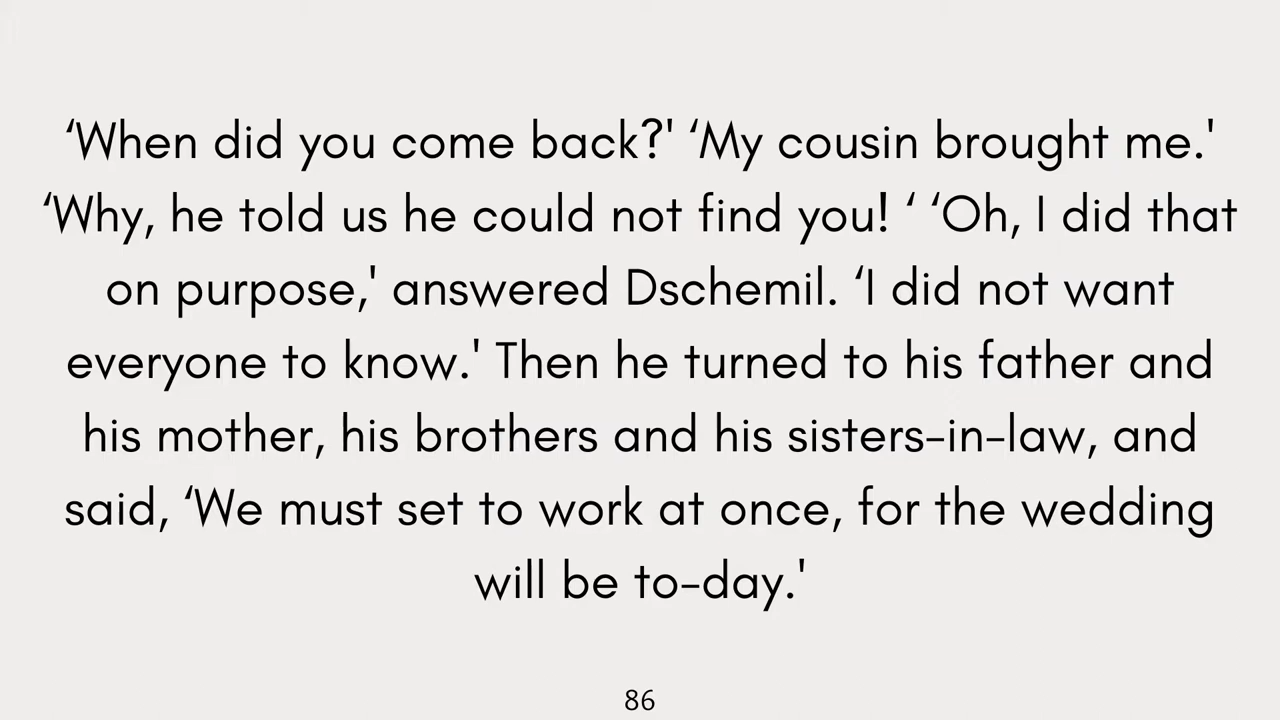 ‘When did you come back?' ‘My cousin brought me.'
‘Why, he told us he could not find you! ‘ ‘Oh, I did that
on purpose,' answered Dschemil. ‘I did not want
everyone to know.' Then he turned to his father and
his mother, his brothers and his sisters-in-law, and
said, ‘We must set to work at once, for the wedding
will be to-day.'
86